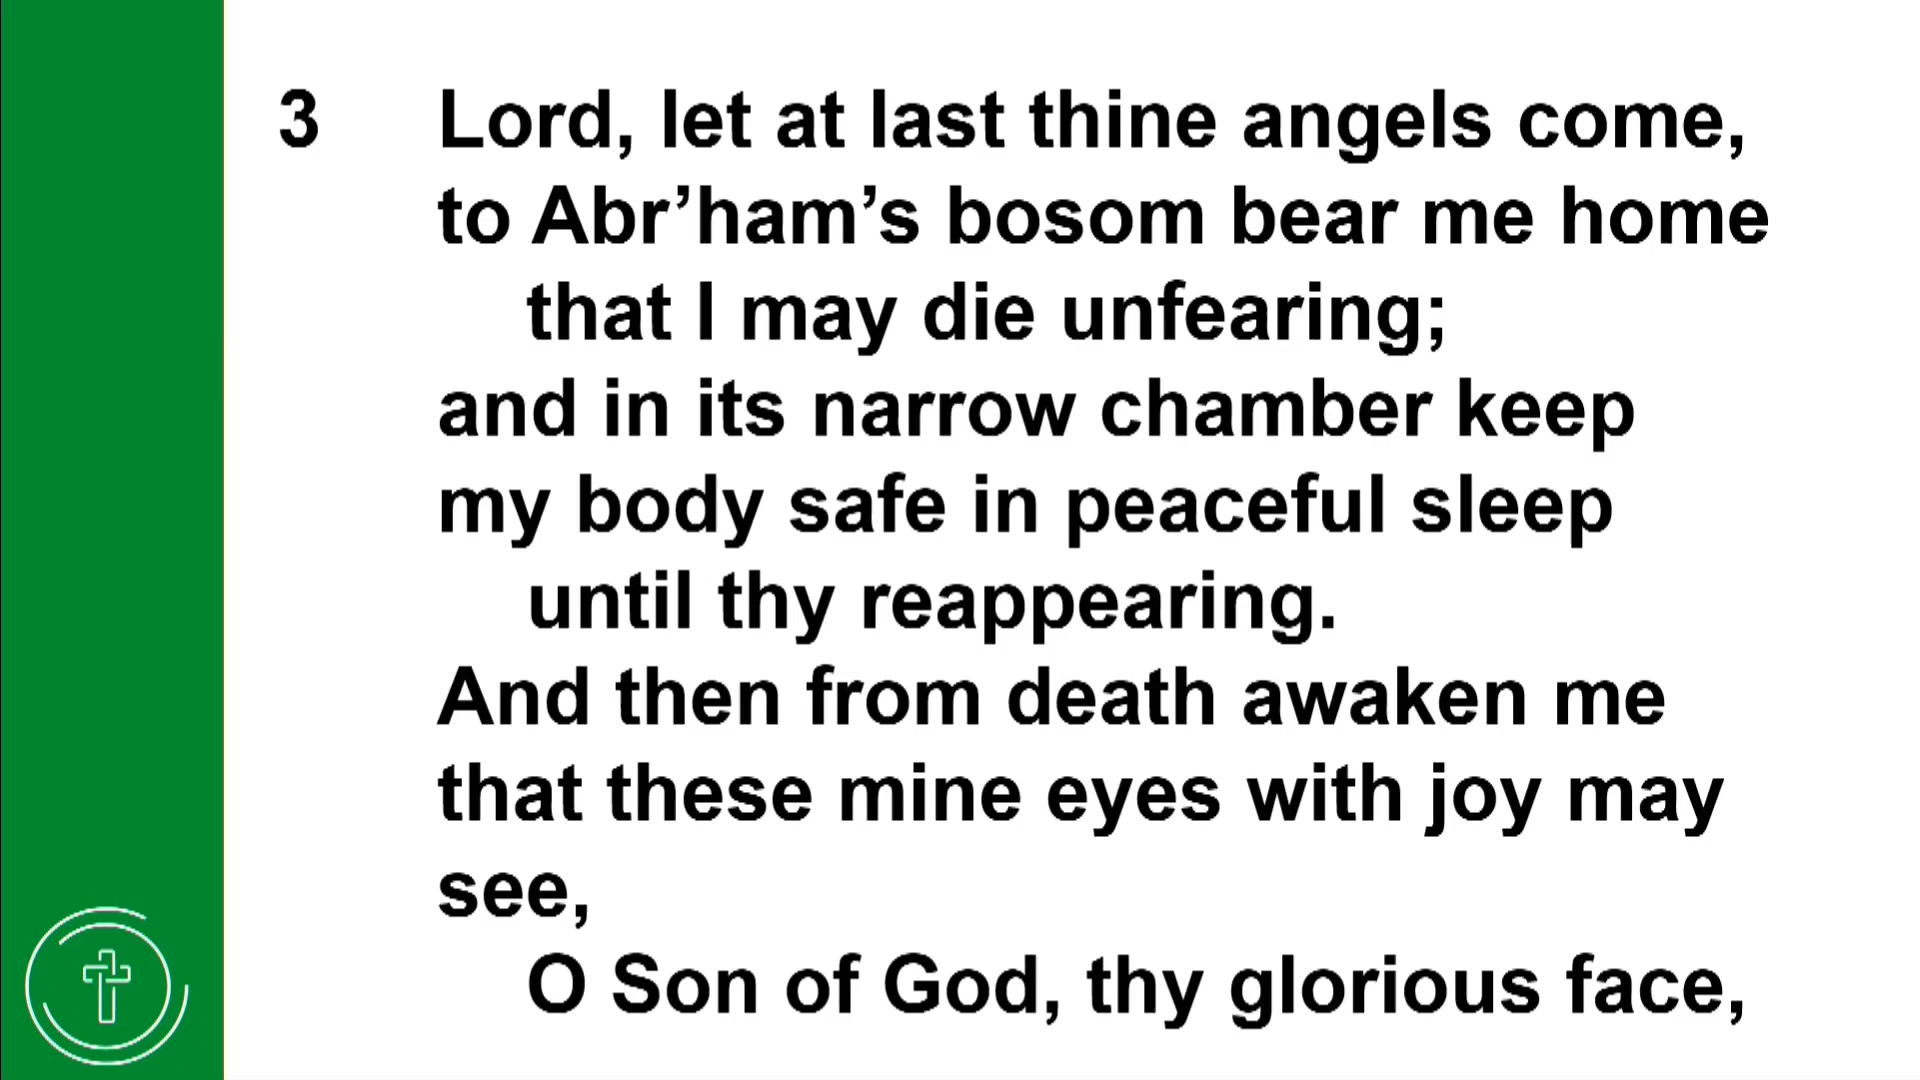 3 Lord, let at last thine angels come,
to Abr’ham’s bosom bear me home
that I may die unfearing;
and in its narrow chamber keep
my body safe in peaceful sleep
until thy reappearing.
And then from death awaken me
that these mine eyes with joy may
see,
O Son of God, thy glorious face,